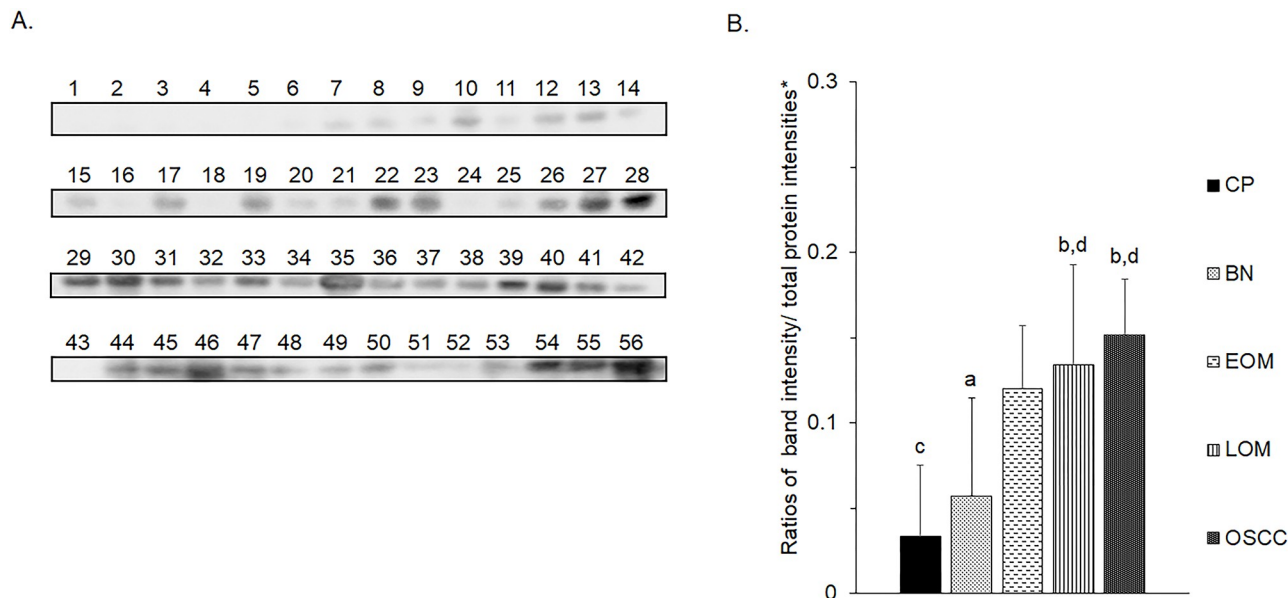 A.
1 2 3 4 5 6 7 8 9 10 11 12 13 14
15 16 17 18 19 20 21 22 23 24 25 26 27 28
29 30 31 32 33 34 35 36 37 38 39 40 41 42
43 44 45 46 47 48 49 50 51 52 53 54 55 56
B.
Ratios of band intensity/ total protein intensities*
0.3
0.2
0.1
0
c
a
b,d
b,d
CP
BN
EOM
LOM
OSCC